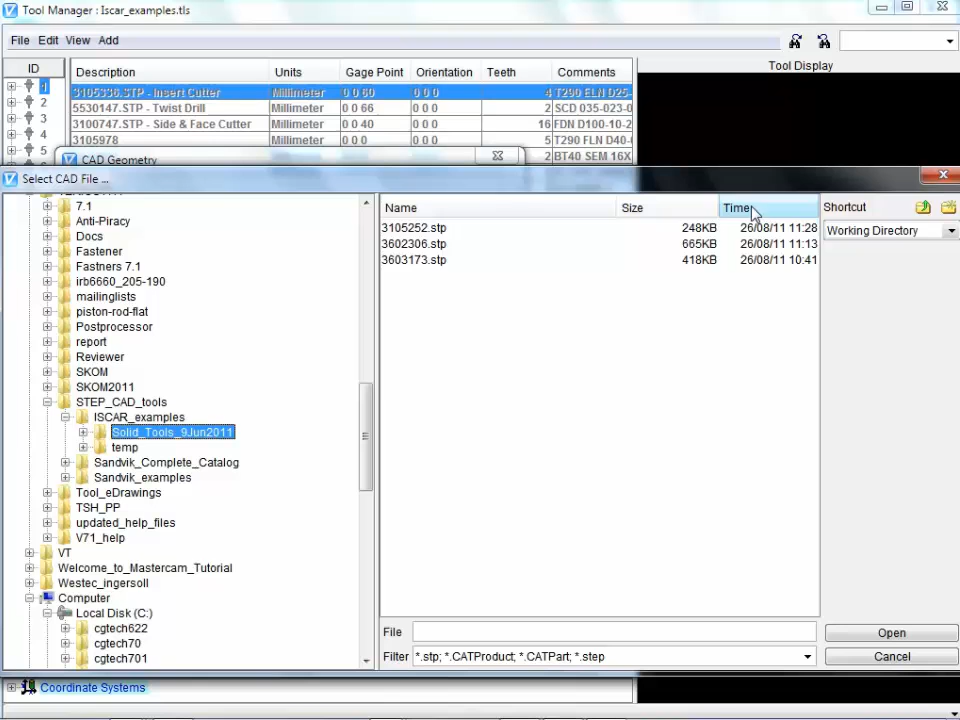 Tool Manager : Iscar_examples.tls
File Edit View Add
ID Description Units Gage Point Orientation Teeth Comments Tool Display
1 3105336.STP - Insert Cutter Millimeter 0 0 60 0 0 0 4 T290 ELN D25-
2 5530147.STP - Twist Drill Millimeter 0 0 66 0 0 0 2 SCD 035-023-0
3 3100747.STP - Side & Face Cutter Millimeter 0 0 40 0 0 0 16 FDN D100-10-2
4 3105978 Millimeter 0 0 0 0 0 0 5 T290 FLN D40-
5 CAD Geometry 2 BT40 SEM 16X
Select CAD File ...
7.1
Anti-Piracy
Docs
Fastener
Fastners 7.1
irb6660_205-190
mailinglists
piston-rod-flat
Postprocessor
report
Reviewer
SKOM
SKOM2011
STEP_CAD_tools
ISCAR_examples
Solid_Tools_9Jun2011
temp
Sandvik_Complete_Catalog
Sandvik_examples
Tool_eDrawings
TSH_PP
updated_help_files
V71_help
VT
Welcome_to_Mastercam_Tutorial
Westec_ingersoll
Computer
Local Disk (C:)
cgtech622
cgtech70
cgtech701
Name Size Time
3105252.stp 248KB 26/08/11 11:28
3602306.stp 665KB 26/08/11 11:13
3603173.stp 418KB 26/08/11 10:41
Shortcut
Working Directory
File
Open
Filter *.stp; *.CATProduct; *.CATPart; *.step
Cancel
Coordinate Systems